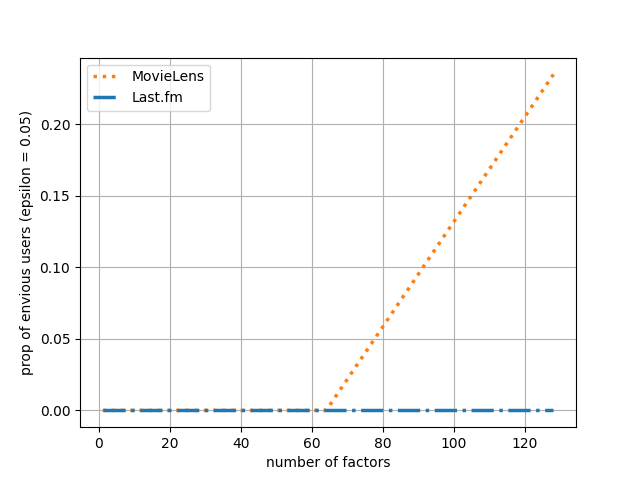 MovieLens
Last.fm
prop of envious users (epsilon = 0.05)
0.20
0.15
0.10
0.05
0.00
0 20 40 60 80 100 120
number of factors